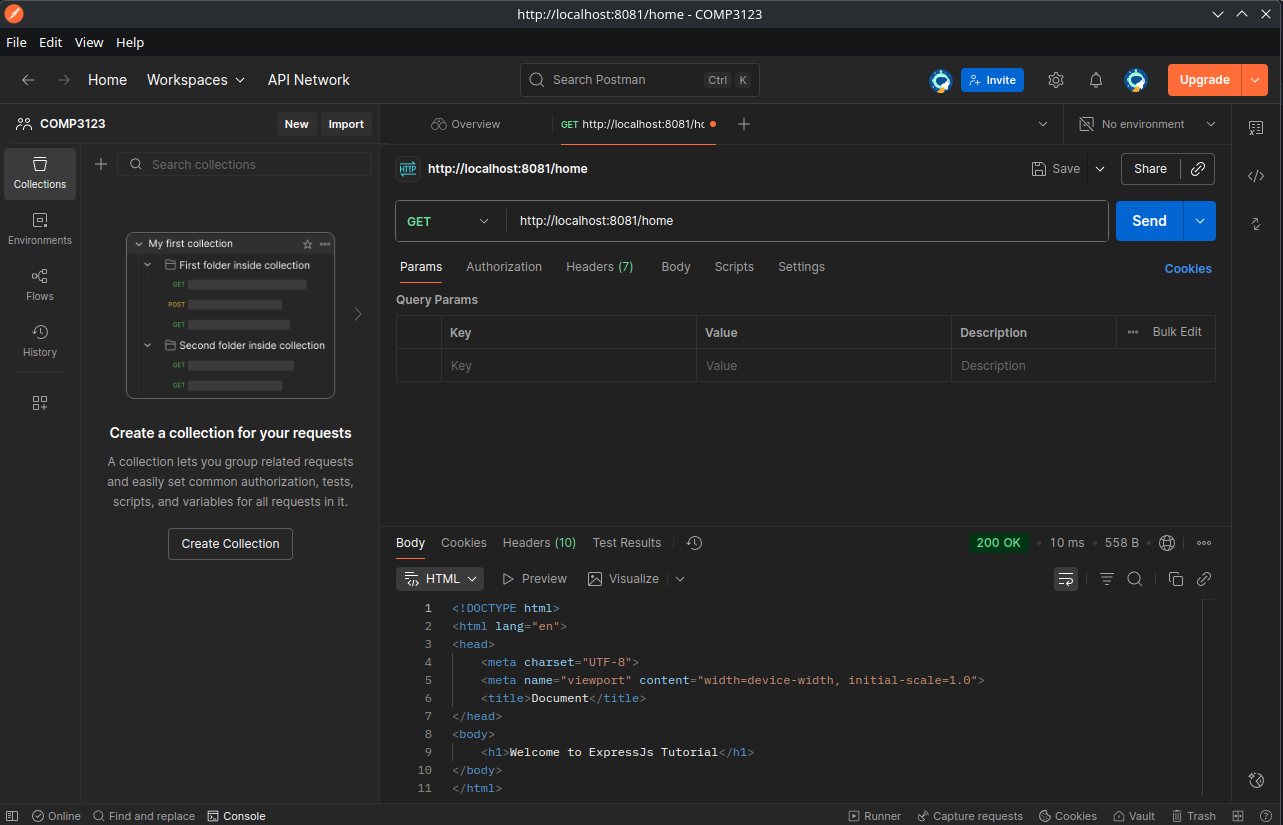 http://localhost:8081/home - COMP3123
File Edit View Help
Home Workspaces API Network Search Postman Ctrl K Invite Upgrade
COMP3123 New Import Overview GET http://localhost:8081/hc No environment
Search collections
http://localhost:8081/home Save Share
Collections
Environments
Flows
History
GET http://localhost:8081/home Send
My first collection
First folder inside collection
GET
POST
GET
Second folder inside collection
GET
GET
Create a collection for your requests
A collection lets you group related requests
and easily set common authorization, tests,
scripts, and variables for all requests in it.
Create Collection
Params Authorization Headers (7) Body Scripts Settings Cookies
Query Params
Key Value Description Bulk Edit
Key Value Description
Body Cookies Headers (10) Test Results 200 OK 10 ms 558 B
HTML Preview Visualize
1 <!DOCTYPE html>
2 <html lang="en">
3 <head>
4 <meta charset="UTF-8">
5 <meta name="viewport" content="width=device-width, initial-scale=1.0">
6 <title>Document</title>
7 </head>
8 <body>
9 <h1>Welcome to ExpressJs Tutorial</h1>
10 </body>
11 </html>
Online Find and replace Console Runner Capture requests Cookies Vault Trash